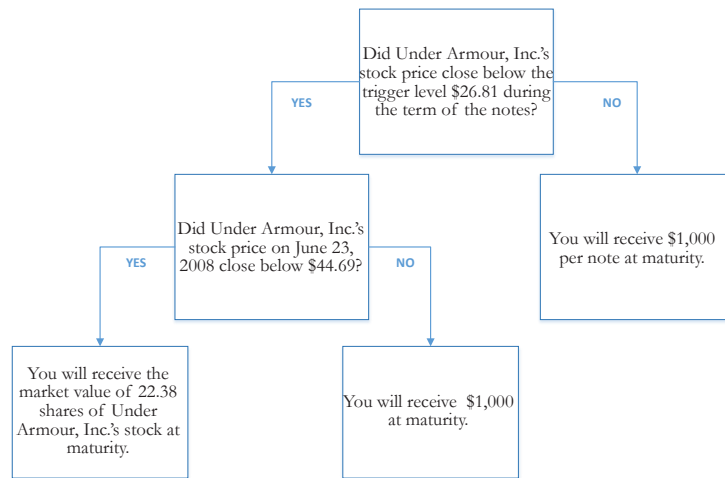 Did Under Armour, Inc.'s
stock price close below the
trigger level $26.81 during
the term of the notes?
YES
NO
Did Under Armour, Inc.'s
stock price on June 23,
2008 close below $44.69?
You will receive $1,000
per note at maturity.
YES
NO
You will receive the
market value of 22.38
shares of Under
Armour, Inc.'s stock at
maturity.
You will receive $1,000
at maturity.